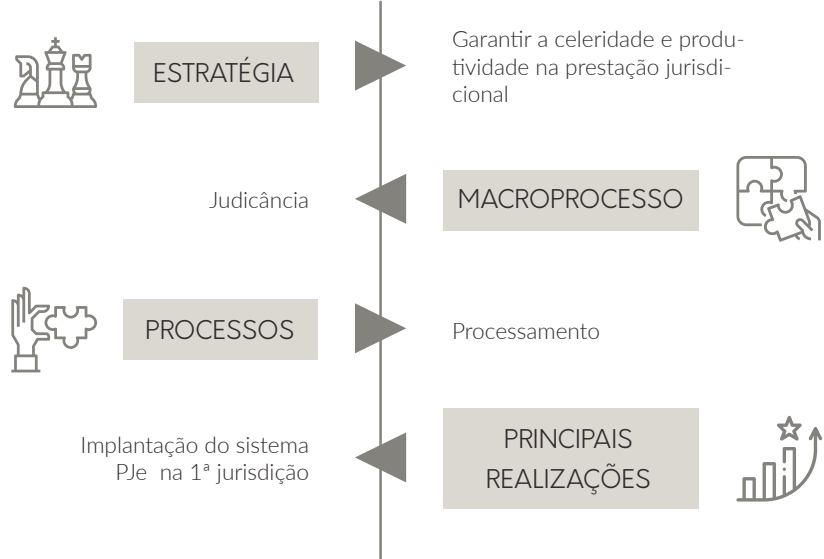 ESTRATÉGIA
Garantir a celeridade e produ-
tividade na prestação jurisdi-
cional
Judicância
MACROPROCESSO
PROCESSOS
Processamento
Implantação do sistema
PJe  na 1ª jurisdição
PRINCIPAIS
REALIZAÇÕES